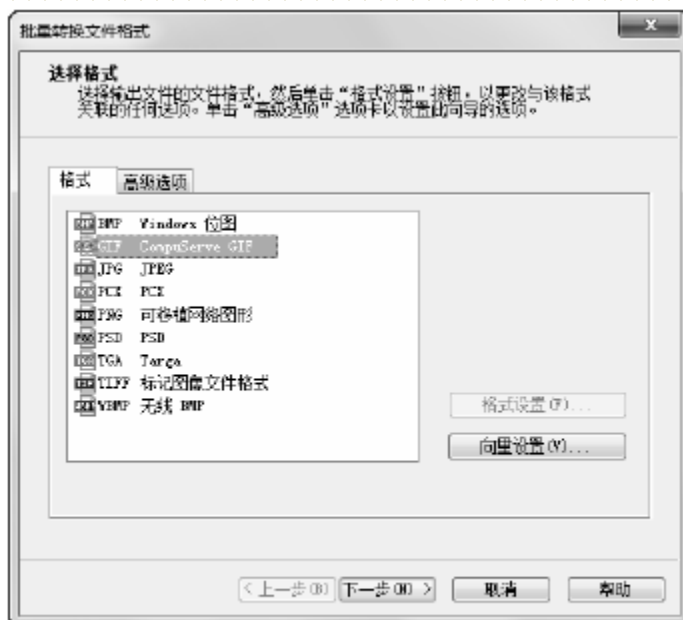 批量转换文件格式
选择格式
选择输出文件的文件格式，然后单击“格式设置”按钮，以更改与该格式
关联的任何选项。单击“高级选项”选项卡以设置此向导的选项。
格式 高级选项
BMP Windows 位图
GIF CompuServe GIF
JPG JPEG
PCX PCX
PNG 可移植网络图形
PSD PSD
TGA Targa
TIFF 标记图像文件格式
WBMP 无线 BMP
格式设置(F)...
向量设置(V)...
< 上一步(B) 下一步(N) > 取消 帮助